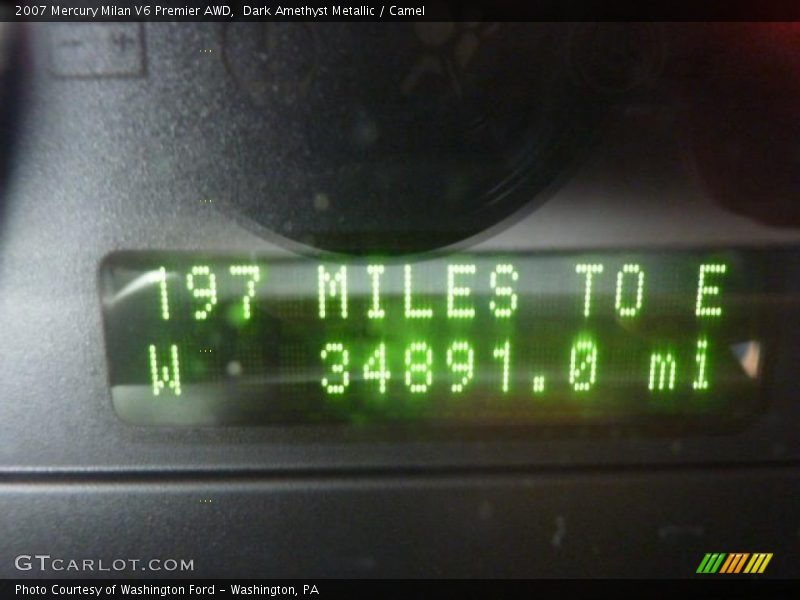 2007 Mercury Milan V6 Premier AWD,  Dark Amethyst Metallic / Camel
197 MILES TO E
W 34891.0 mi
GTCARLOT.COM
Photo Courtesy of Washington Ford - Washington, PA